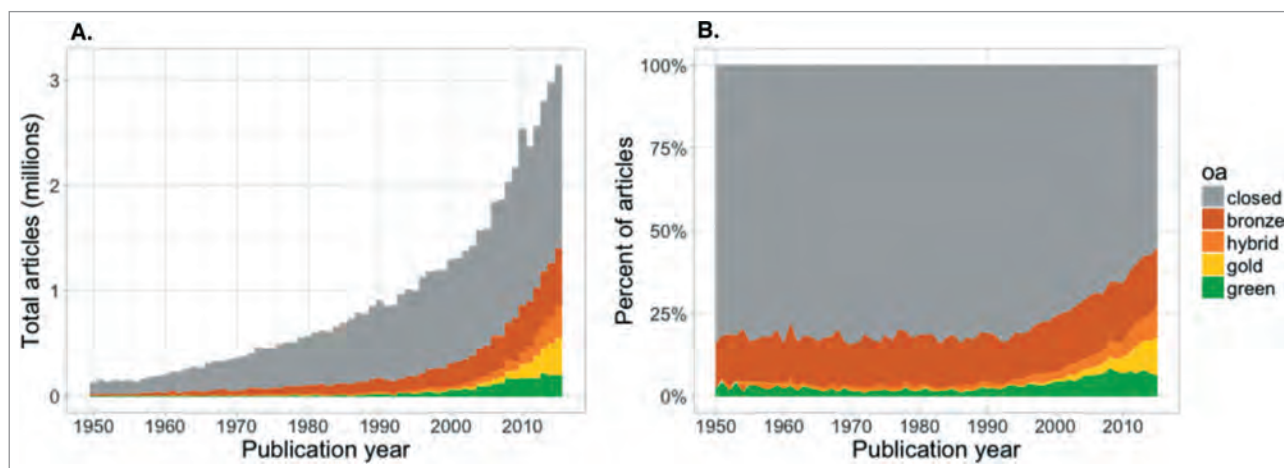 A.
Total articles (millions)
3
2
1
0
1950 1960 1970 1980 1990 2000 2010
Publication year
B.
Percent of articles
100%
75%
50%
25%
0%
1950 1960 1970 1980 1990 2000 2010
Publication year
oa
closed
bronze
hybrid
gold
green